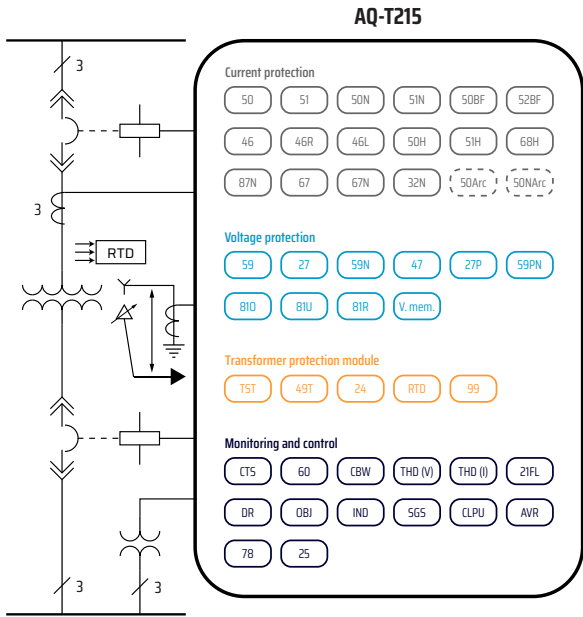 AQ-T215
3
Current protection
50 51 50N 51N 50BF 52BF
46 46R 46L 50H 51H 68H
87N 67 67N 32N 50Arc 50NArc
3
RTD
Voltage protection
59 27 59N 47 27P 59PN
81O 81U 81R V. mem.
Transformer protection module
TST 49T 24 RTD 99
Monitoring and control
CTS 60 CBW THD (V) THD (I) 21FL
DR OBJ IND SGS CLPU AVR
78 25
3 3